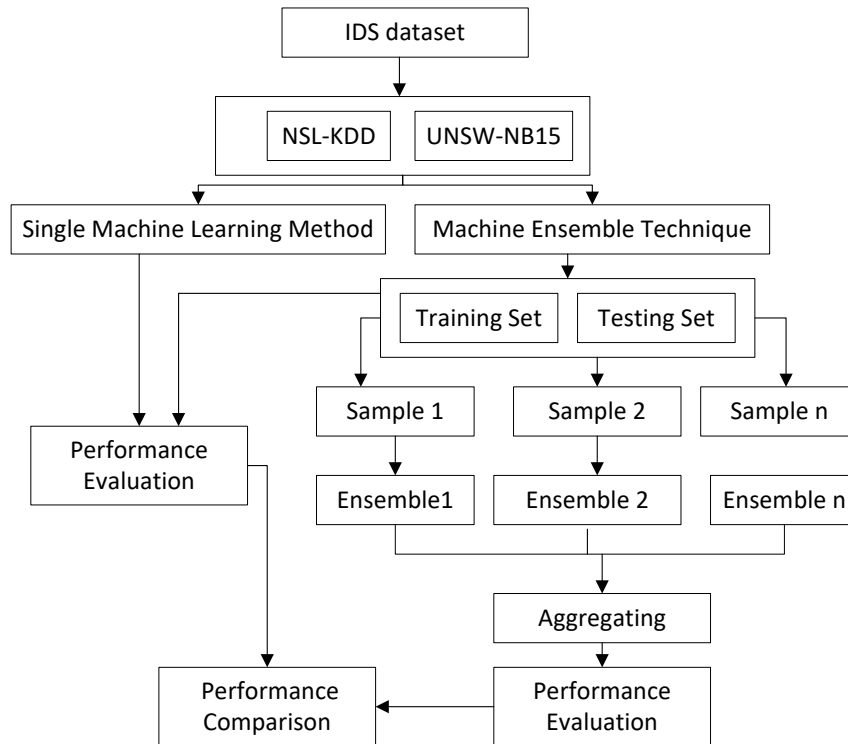 IDS dataset
NSL-KDD
UNSW-NB15
Single Machine Learning Method
Machine Ensemble Technique
Training Set
Testing Set
Sample 1
Sample 2
Sample n
Performance
Evaluation
Ensemble1
Ensemble 2
Ensemble n
Aggregating
Performance
Comparison
Performance
Evaluation